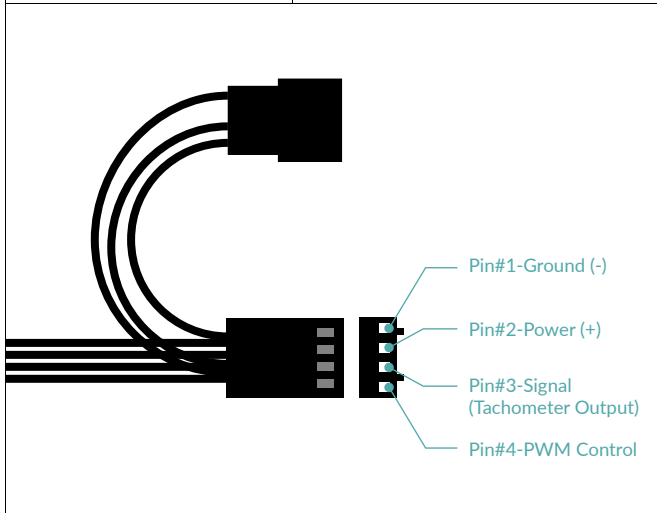 Pin#1-Ground (-)
Pin#2-Power (+)
Pin#3-Signal
(Tachometer Output)
Pin#4-PWM Control